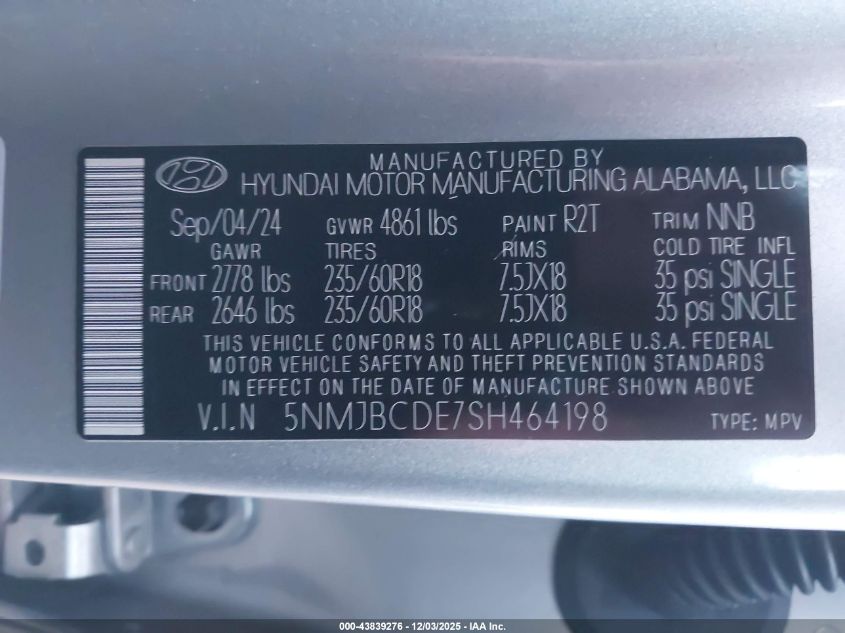 MANUFACTURED BY
HYUNDAI MOTOR MANUFACTURING ALABAMA, LLC
Sep/04/24 GVWR 4861 lbs PAINT R2T TRIM NNB
GAWR TIRES RIMS COLD TIRE INFL
FRONT 2778 lbs 235/60R18 7.5JX18 35 psi SINGLE
REAR 2646 lbs 235/60R18 7.5JX18 35 psi SINGLE
THIS VEHICLE CONFORMS TO ALL APPLICABLE U.S.A. FEDERAL
MOTOR VEHICLE SAFETY AND THEFT PREVENTION STANDARDS
IN EFFECT ON THE DATE OF MANUFACTURE SHOWN ABOVE.
V.I.N 5NMJBCDE7SH464198 TYPE: MPV
000-43839276 - 12/03/2025 - IAA Inc.